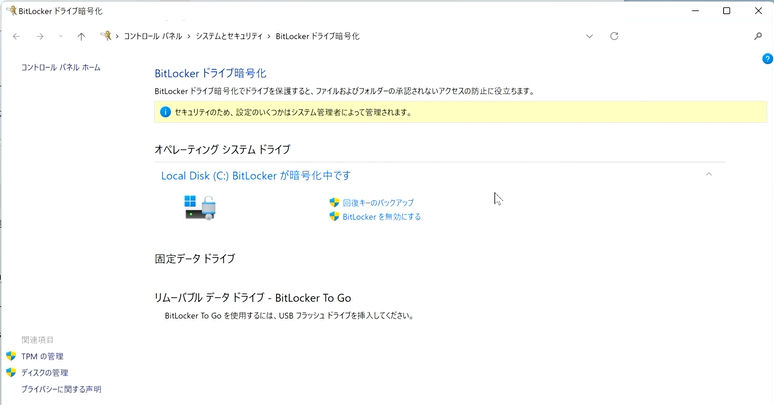 BitLocker ドライブ暗号化
コントロール パネル › システムとセキュリティ › BitLocker ドライブ暗号化
コントロール パネル ホーム
BitLocker ドライブ暗号化
BitLocker ドライブ暗号化でドライブを保護すると、ファイルおよびフォルダーの承認されないアクセスの防止に役立ちます。
セキュリティのため、設定のいくつかはシステム管理者によって管理されます。
オペレーティング システム ドライブ
Local Disk (C:) BitLocker が暗号化中です
回復キーのバックアップ
BitLocker を無効にする
固定データ ドライブ
リムーバブル データ ドライブ - BitLocker To Go
BitLocker To Go を使用するには、USB フラッシュ ドライブを挿入してください。
関連項目
TPM の管理
ディスクの管理
プライバシーに関する声明